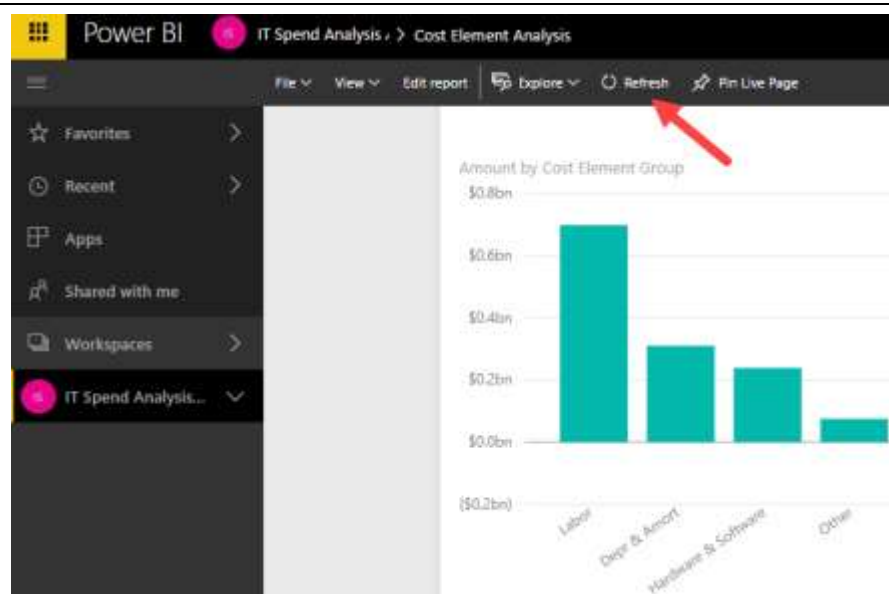 Power BI IS IT Spend Analysis > Cost Element Analysis
File View Edit report Explore Refresh Pin Live Page
Favorites
Recent
Apps
Shared with me
Workspaces
IS IT Spend Analysis...
Amount by Cost Element Group
$0.8bn
$0.6bn
$0.4bn
$0.2bn
$0.0bn
($0.2bn)
Labor
Depr & Amort
Hardware & Software
Other